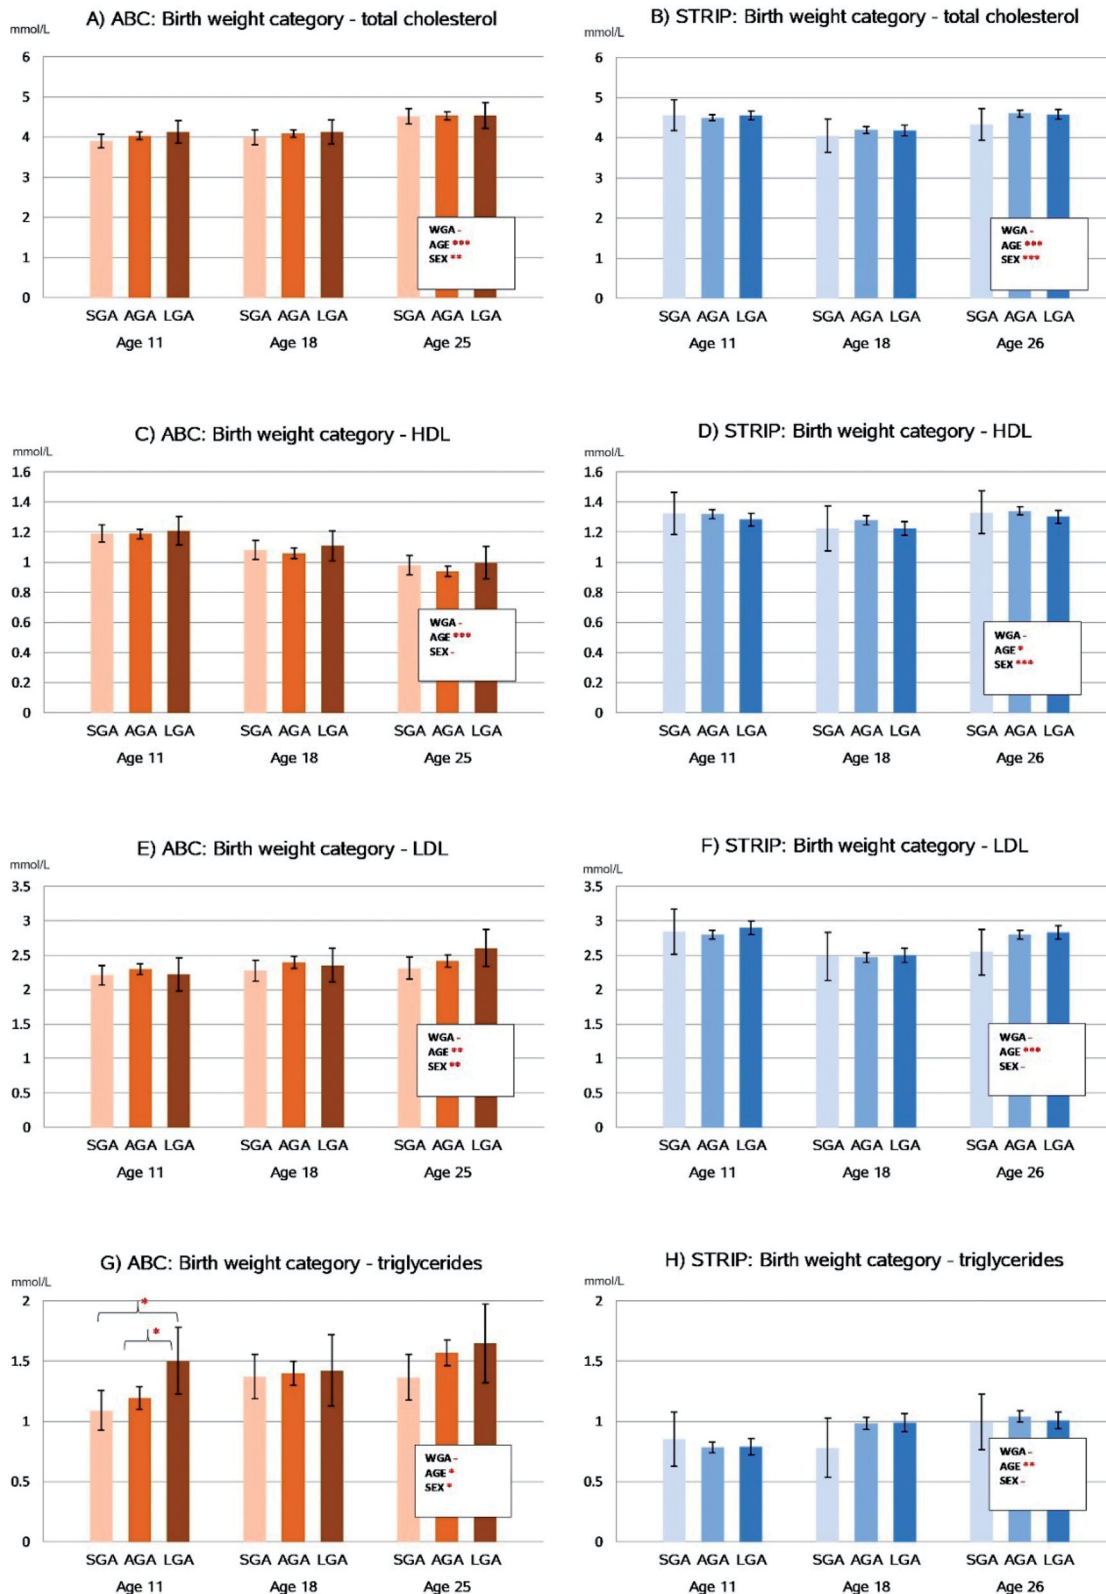 A) ABC: Birth weight category - total cholesterol
mmol/L
6
5
4
3
2
1
0
WGA -
AGE ***
SEX **
SGA AGA LGA SGA AGA LGA SGA AGA LGA
Age 11 Age 18 Age 25
B) STRIP: Birth weight category - total cholesterol
mmol/L
6
5
4
3
2
1
0
WGA -
AGE ***
SEX ***
SGA AGA LGA SGA AGA LGA SGA AGA LGA
Age 11 Age 18 Age 26
C) ABC: Birth weight category - HDL
mmol/L
1.6
1.4
1.2
1
0.8
0.6
0.4
0.2
0
WGA -
AGE ***
SEX -
SGA AGA LGA SGA AGA LGA SGA AGA LGA
Age 11 Age 18 Age 25
D) STRIP: Birth weight category - HDL
mmol/L
1.6
1.4
1.2
1
0.8
0.6
0.4
0.2
0
WGA -
AGE *
SEX ***
SGA AGA LGA SGA AGA LGA SGA AGA LGA
Age 11 Age 18 Age 26
E) ABC: Birth weight category - LDL
mmol/L
3.5
3
2.5
2
1.5
1
0.5
0
WGA -
AGE **
SEX **
SGA AGA LGA SGA AGA LGA SGA AGA LGA
Age 11 Age 18 Age 25
F) STRIP: Birth weight category - LDL
mmol/L
3.5
3
2.5
2
1.5
1
0.5
0
WGA -
AGE ***
SEX -
SGA AGA LGA SGA AGA LGA SGA AGA LGA
Age 11 Age 18 Age 26
G) ABC: Birth weight category - triglycerides
mmol/L
2
1.5
1
0.5
0
*
*
WGA -
AGE *
SEX *
SGA AGA LGA SGA AGA LGA SGA AGA LGA
Age 11 Age 18 Age 25
H) STRIP: Birth weight category - triglycerides
mmol/L
2
1.5
1
0.5
0
WGA -
AGE **
SEX -
SGA AGA LGA SGA AGA LGA SGA AGA LGA
Age 11 Age 18 Age 26